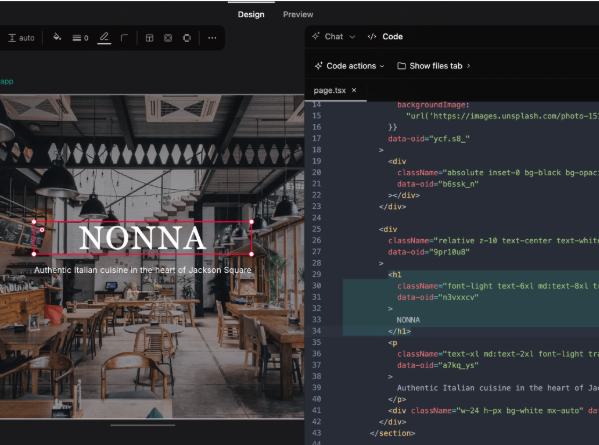 Design Preview
auto
0
Chat
Code
Code actions
Show files tab
app
page.tsx
NONNA
Authentic Italian cuisine in the heart of Jackson Square
14 backgroundImage:
15 "url('https://images.unsplash.com/photo-15
16 }}
17 data-oid="ycf.s8_"
18 >
19 <div
20 className="absolute inset-0 bg-black bg-opac
21 data-oid="b6ssk_n"
22 ></div>
23 </div>
24
25 <div
26 className="relative z-10 text-center text-white
27 data-oid="9pr10u8"
28 >
29 <h1
30 className="font-light text-6xl md:text-8xl tr
31 data-oid="n3vxxcv"
32 >
33 NONNA
34 </h1>
35 <p
36 className="text-xl md:text-2xl font-light tra
37 data-oid="a7kq_ys"
38 >
39 Authentic Italian cuisine in the heart of Jac
40 </p>
41 <div className="w-24 h-px bg-white mx-auto" dat
42 </div>
43 </section>
44